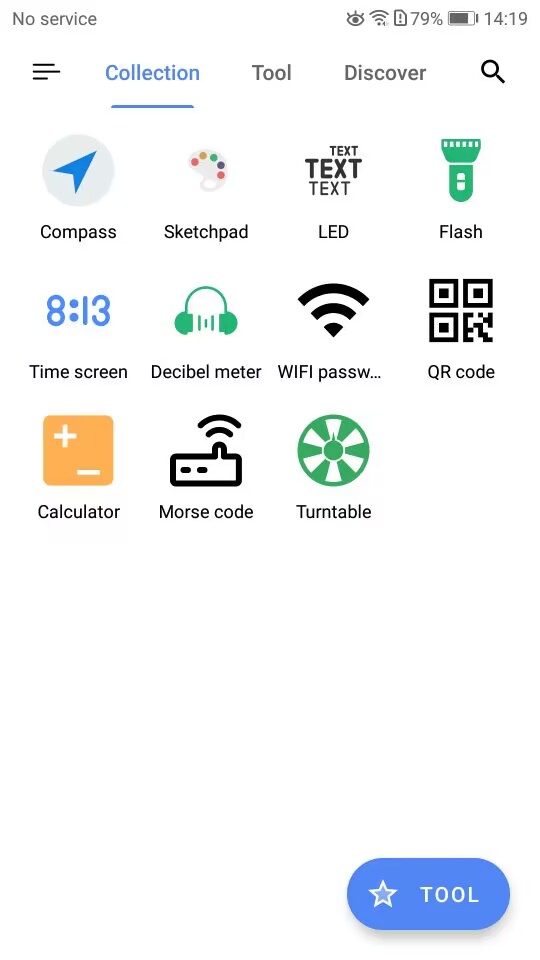 No service 79% 14:19
Collection Tool Discover
TEXT
TEXT
TEXT
Compass Sketchpad LED Flash
8:13
Time screen Decibel meter WIFI passw... QR code
Calculator Morse code Turntable
TOOL